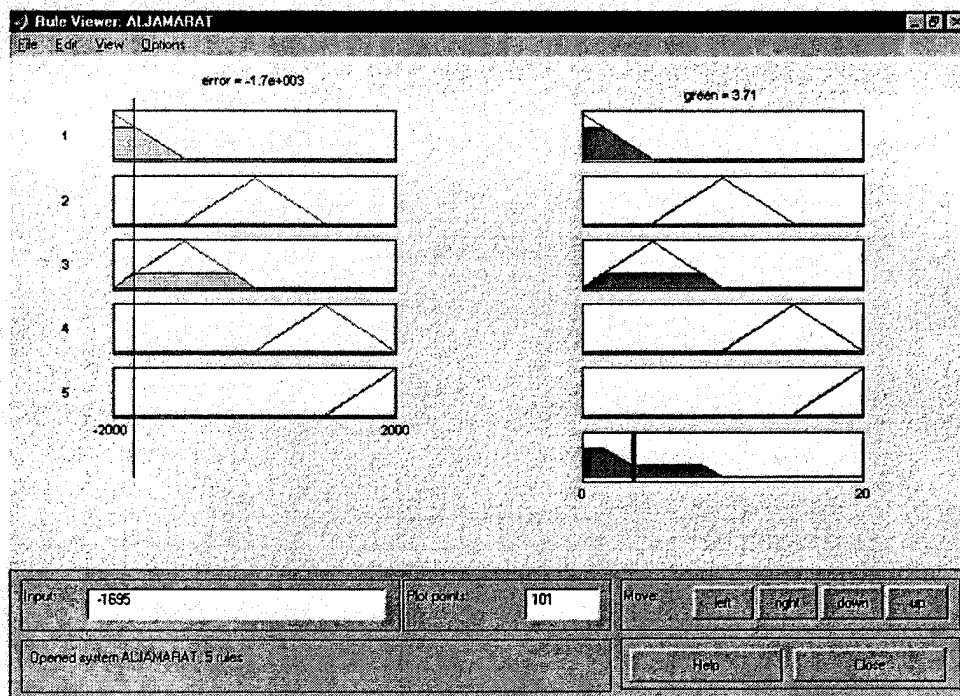 Rule Viewer: ALJAMARAT
File Edit View Options
error = -1.7e+003
green = 3.71
1
2
3
4
5
-2000 2000
0 20
Input: -1695
Plot points: 101
Move: left right down up
Opened system ALJAMARAT, 5 rules
Help Close